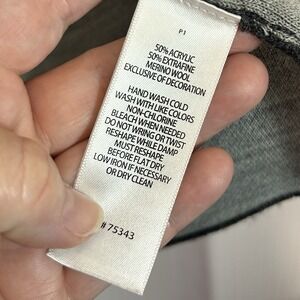 P1
50% ACRYLIC
50% EXTRAFINE
MERINO WOOL
EXCLUSIVE OF DECORATION
HAND WASH COLD
WASH WITH LIKE COLORS
NON-CHLORINE
BLEACH WHEN NEEDED
DO NOT WRING OR TWIST
RESHAPE WHILE DAMP
MUST RESHAPE
BEFORE FLAT DRY
LOW IRON IF NECESSARY
OR DRY CLEAN
# 75343